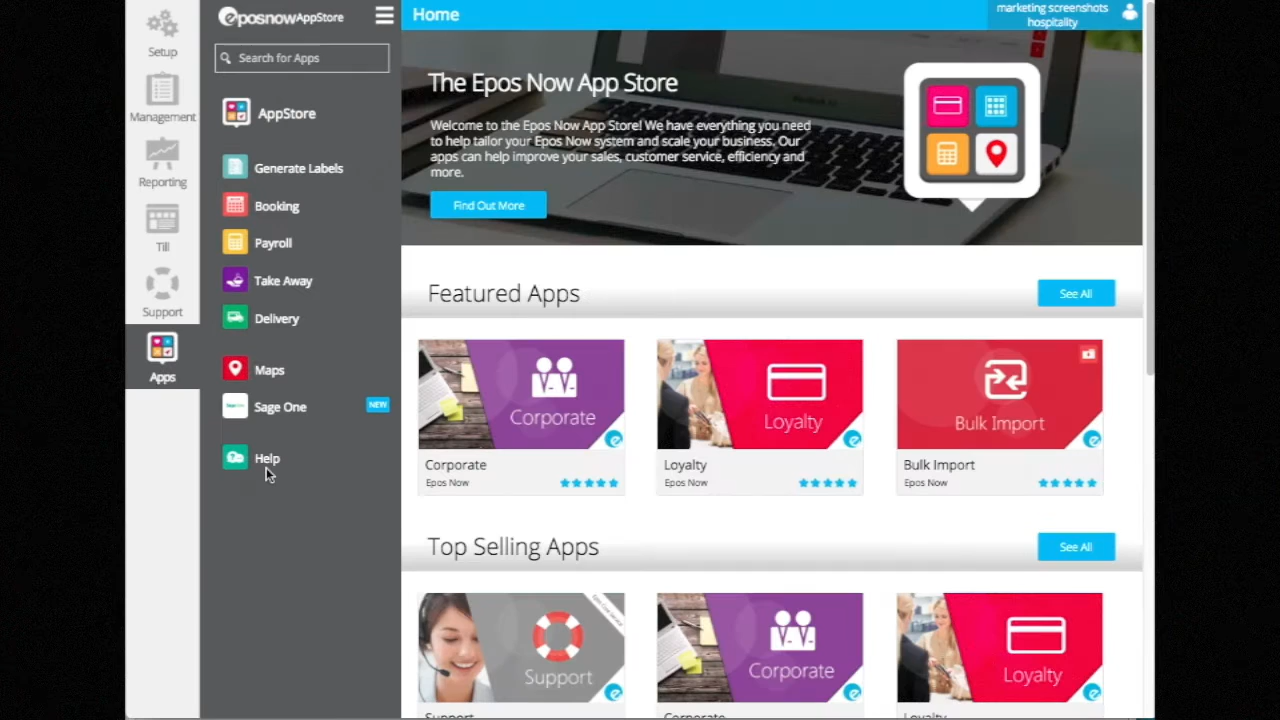 Setup
Management
Reporting
Till
Support
Apps
eposnow AppStore
Search for Apps
AppStore
Generate Labels
Booking
Payroll
Take Away
Delivery
Maps
Sage One
NEW
Help
Home
marketing screenshots
hospitality
The Epos Now App Store
Welcome to the Epos Now App Store! We have everything you need
to help tailor your Epos Now system and scale your business. Our
apps can help improve your sales, customer service, efficiency and
more.
Find Out More
Featured Apps
See All
Corporate
Loyalty
Bulk Import
Corporate
Epos Now
Loyalty
Epos Now
Bulk Import
Epos Now
Top Selling Apps
See All
Support
Corporate
Loyalty
Support
Corporate
Loyalty